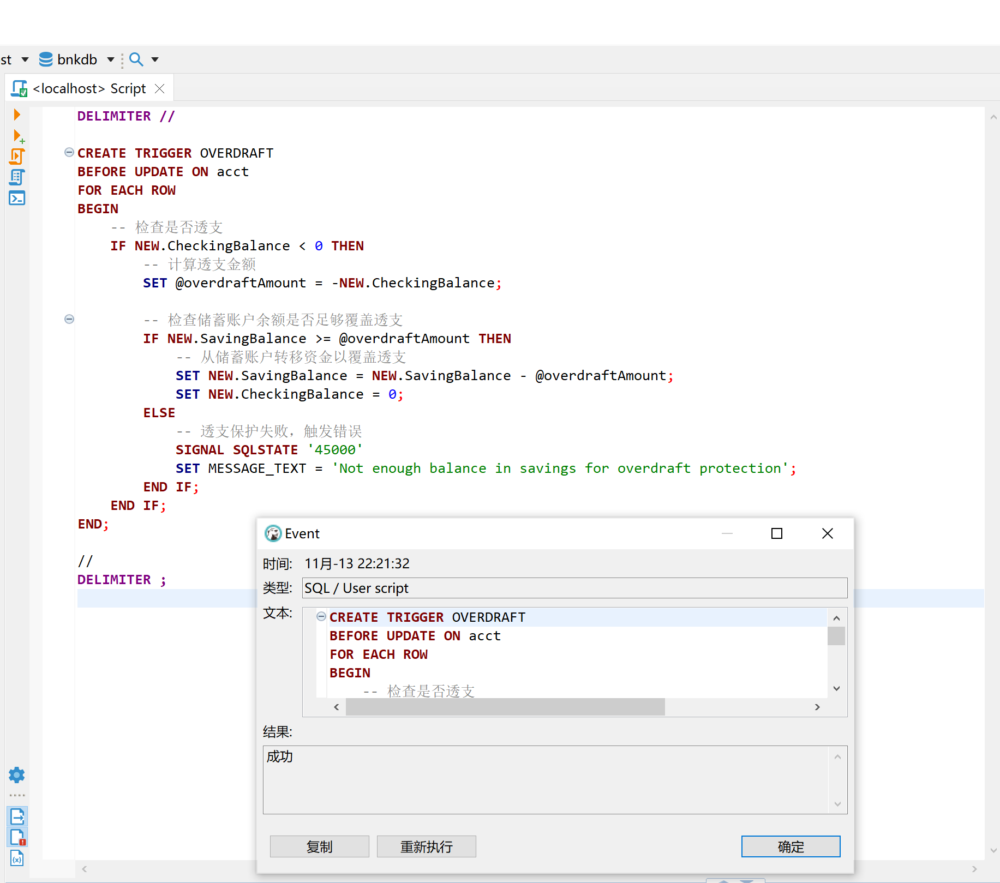 st bnkdb
<localhost> Script
DELIMITER //
CREATE TRIGGER OVERDRAFT
BEFORE UPDATE ON acct
FOR EACH ROW
BEGIN
-- 检查是否透支
IF NEW.CheckingBalance < 0 THEN
-- 计算透支金额
SET @overdraftAmount = -NEW.CheckingBalance;
-- 检查储蓄账户余额是否足够覆盖透支
IF NEW.SavingBalance >= @overdraftAmount THEN
-- 从储蓄账户转移资金以覆盖透支
SET NEW.SavingBalance = NEW.SavingBalance - @overdraftAmount;
SET NEW.CheckingBalance = 0;
ELSE
-- 透支保护失败，触发错误
SIGNAL SQLSTATE '45000'
SET MESSAGE_TEXT = 'Not enough balance in savings for overdraft protection';
END IF;
END IF;
END;
//
DELIMITER ;
Event
时间: 11月-13 22:21:32
类型: SQL / User script
文本:
CREATE TRIGGER OVERDRAFT
BEFORE UPDATE ON acct
FOR EACH ROW
BEGIN
-- 检查是否透支
结果:
成功
复制 重新执行 确定